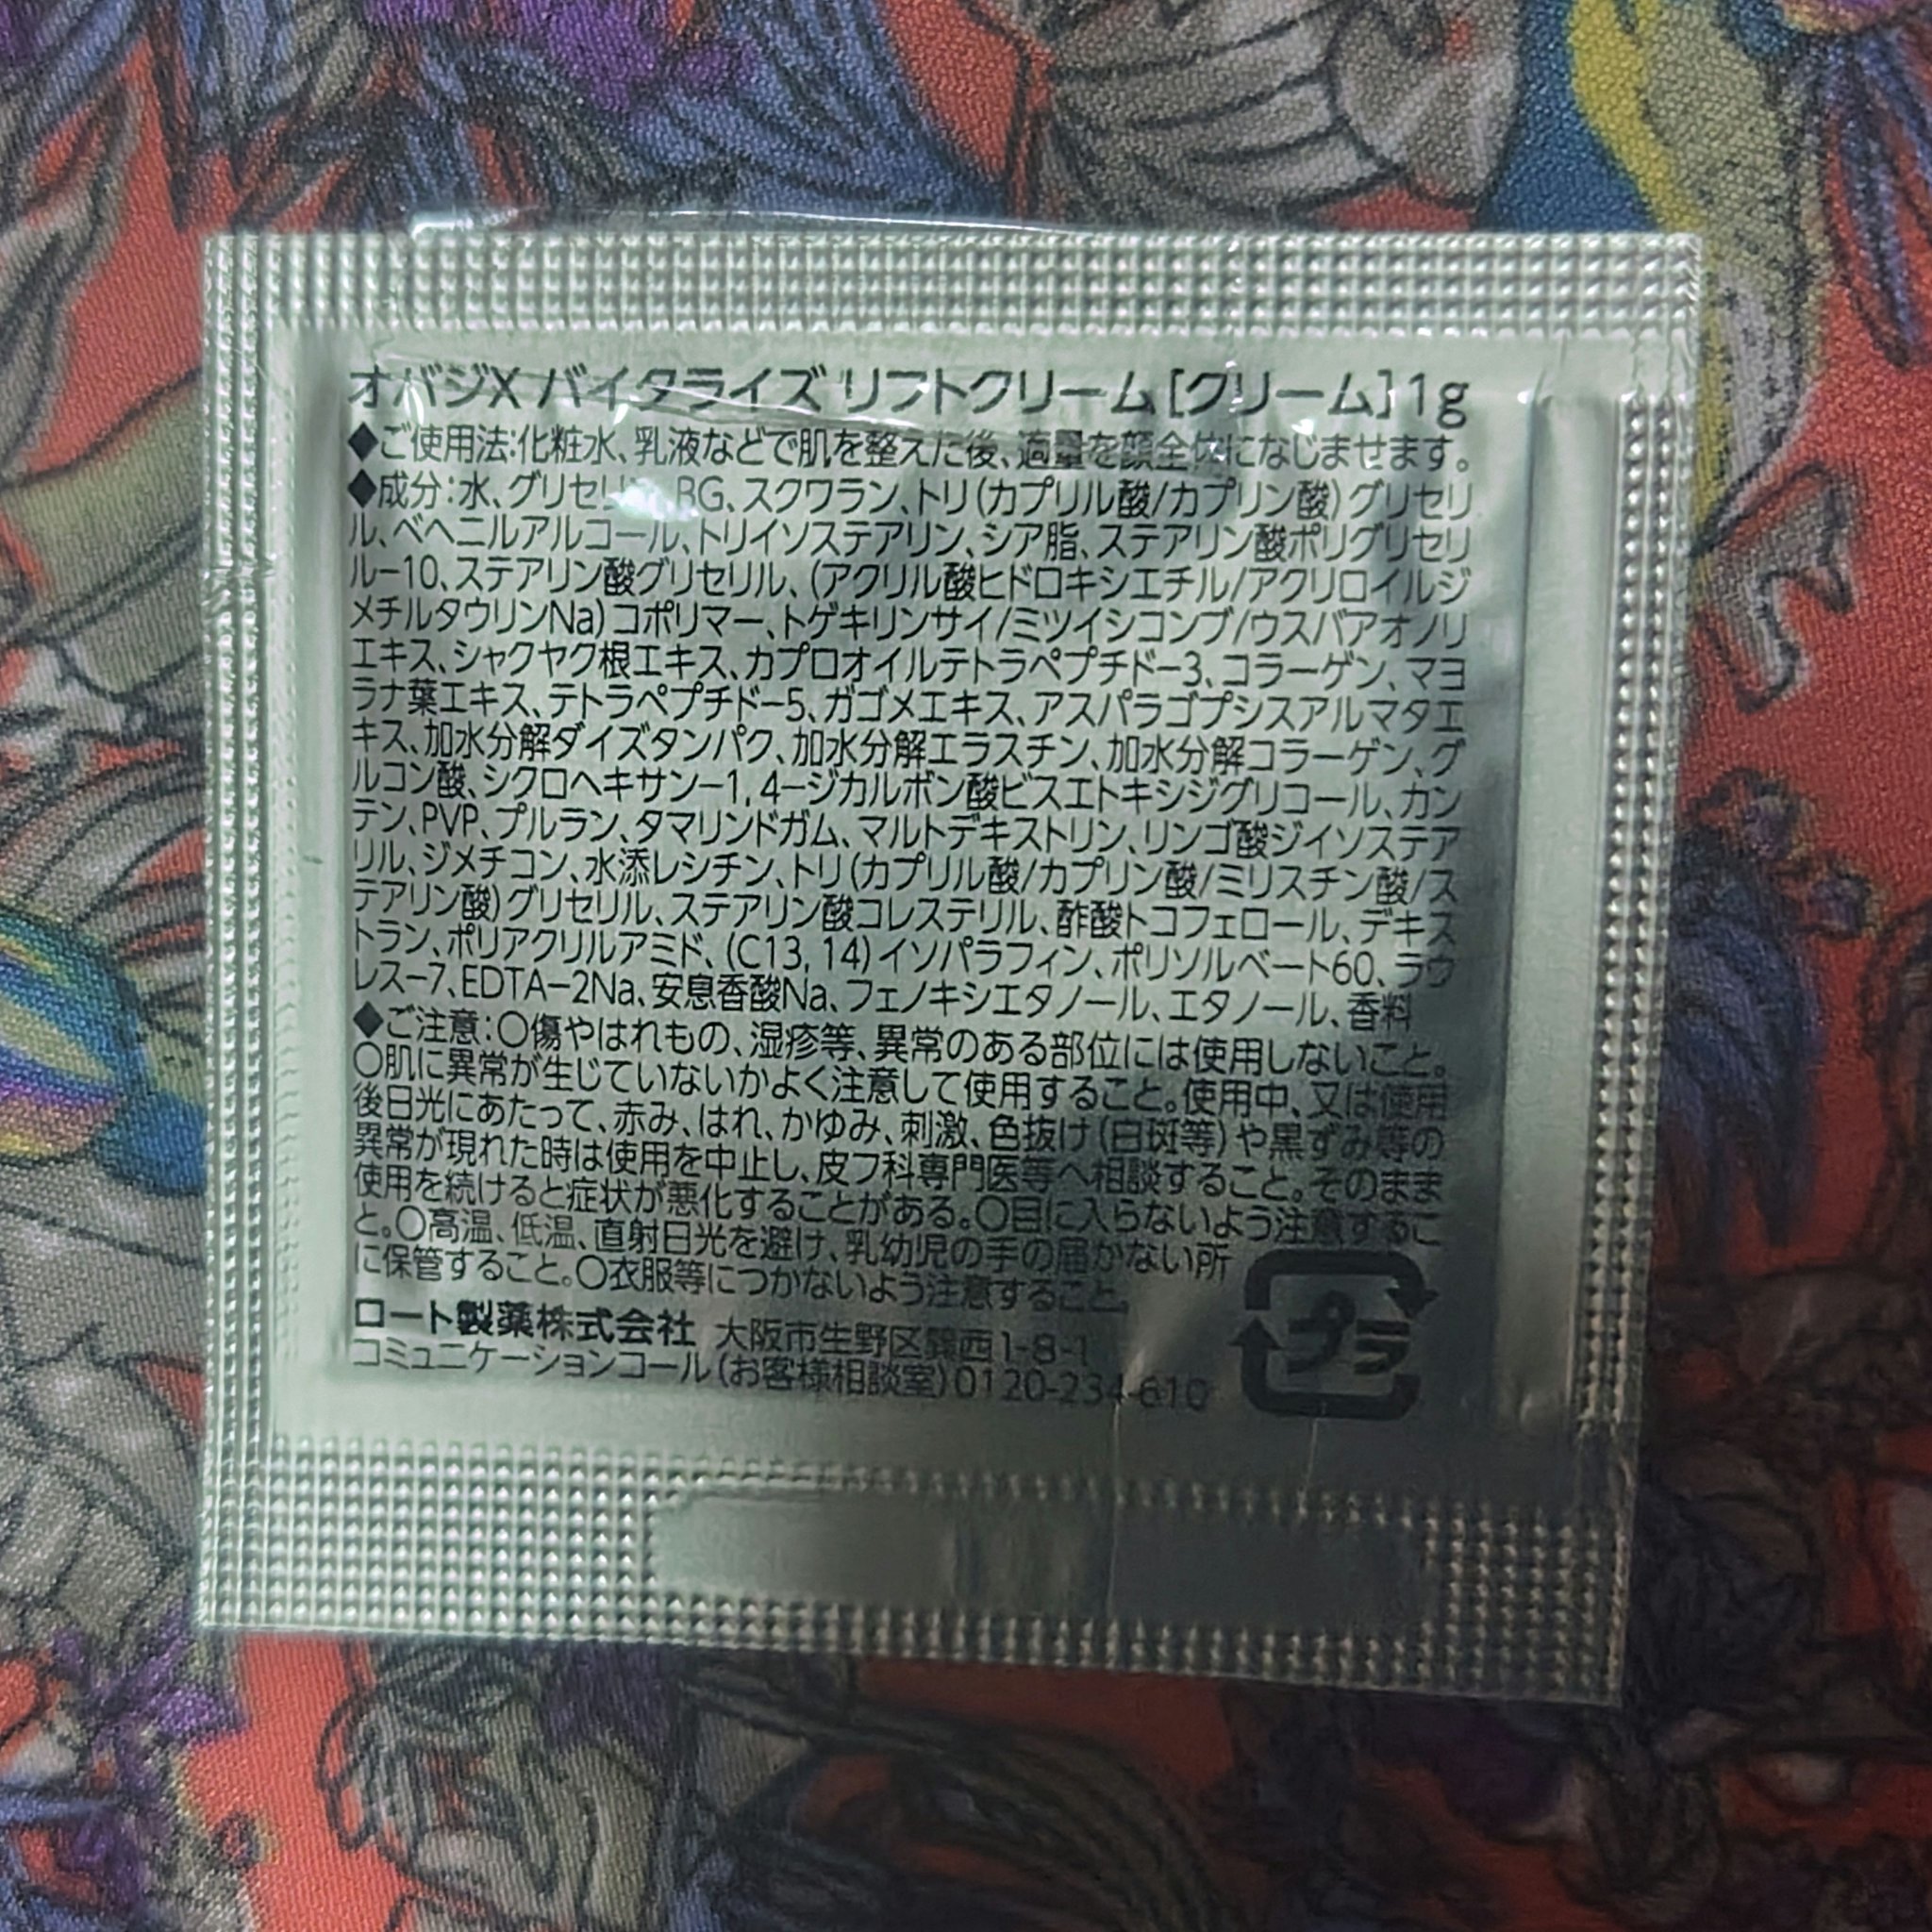 オバジX バイタライズ リフトクリーム [クリーム] 1g
◆ご使用法:化粧水、乳液などで肌を整えた後、適量を顔全体になじませます。
◆成分:水、グリセリン、BG、スクワラン、トリ(カプリル酸/カプリン酸)グリセリ
ル、ベヘニルアルコール、トリイソステアリン、シア脂、ステアリン酸ポリグリセリ
ル−10、ステアリン酸グリセリル、(アクリル酸ヒドロキシエチル/アクリロイルジ
メチルタウリンNa)コポリマー、トゲキリンサイ/ミツイシコンブ/ウスバアオノリ
エキス、シャクヤク根エキス、カプロオイルテトラペプチド−3、コラーゲン、マヨ
ラナ葉エキス、テトラペプチド−5、ガゴメエキス、アスパラゴプシスアルマタエ
キス、加水分解ダイズタンパク、加水分解エラスチン、加水分解コラーゲン、グ
ルコン酸、シクロヘキサン−1,4−ジカルボン酸ビスエトキシジグリコール、カン
テン、PVP、プルラン、タマリンドガム、マルトデキストリン、リンゴ酸ジイソステア
リル、ジメチコン、水添レシチン、トリ(カプリル酸/カプリン酸/ミリスチン酸/ス
テアリン酸)グリセリル、ステアリン酸コレステリル、酢酸トコフェロール、デキス
トラン、ポリアクリルアミド、(C13,14)イソパラフィン、ポリソルベート60、ラウ
レス−7、EDTA−2Na、安息香酸Na、フェノキシエタノール、エタノール、香料
◆ご注意:○傷やはれもの、湿疹等、異常のある部位には使用しないこと。
○肌に異常が生じていないかよく注意して使用すること。使用中、又は使用
後日光にあたって、赤み、はれ、かゆみ、刺激、色抜け(白斑等)や黒ずみ等の
異常が現れた時は使用を中止し、皮フ科専門医等へ相談すること。そのまま
使用を続けると症状が悪化することがある。○目に入らないよう注意するこ
と。○高温、低温、直射日光を避け、乳幼児の手の届かない所
に保管すること。○衣服等につかないよう注意すること。
ロート製薬株式会社 大阪市生野区巽西1-8-1
コミュニケーションコール(お客様相談室)0120-234-610
プラ